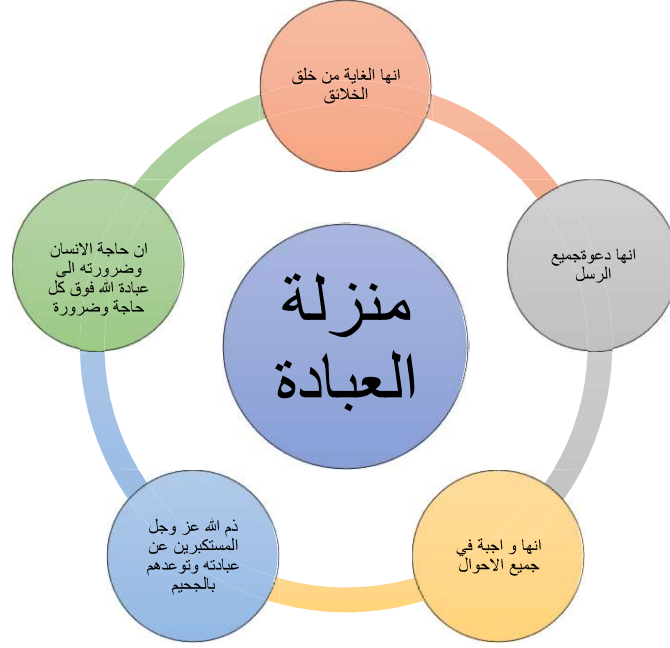 انها الغاية من خلق
الخلائق
انها دعوةجميع
الرسل
انها و اجبة في
جميع الاحوال
ذم الله عز وجل
المستكبرين عن
عبادته وتوعدهم
بالجحيم
ان حاجة الانسان
وضرورته الى
عبادة الله فوق كل
حاجة وضرورة
منزلة
العبادة